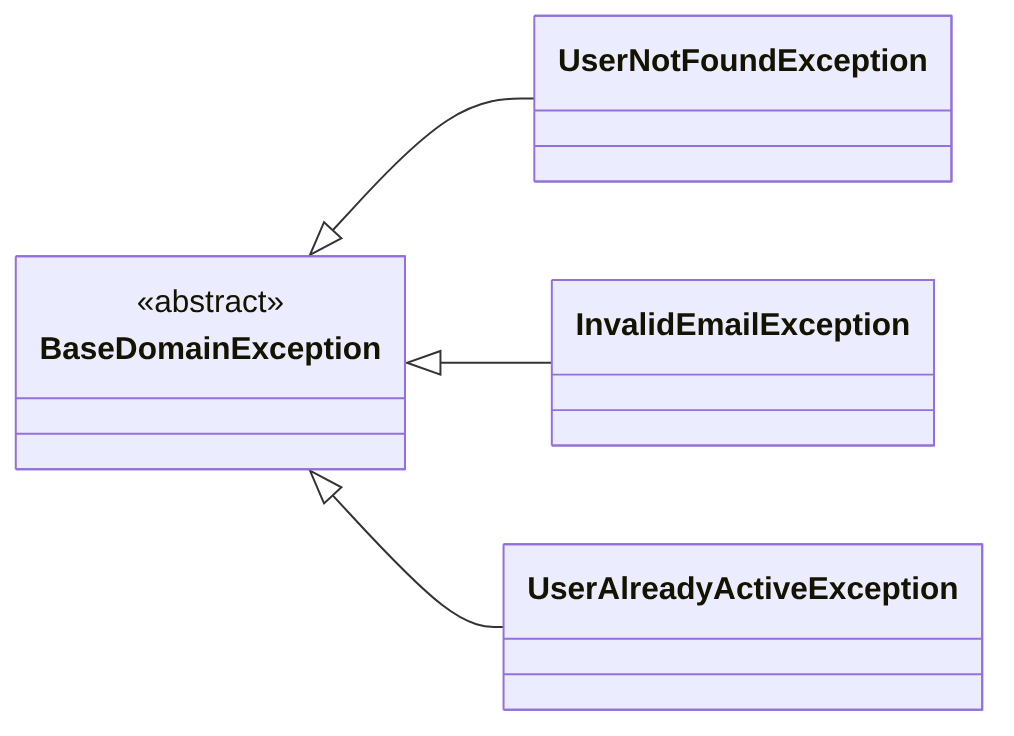 UserNotFoundException
«abstract»
BaseDomainException
InvalidEmailException
UserAlreadyActiveException